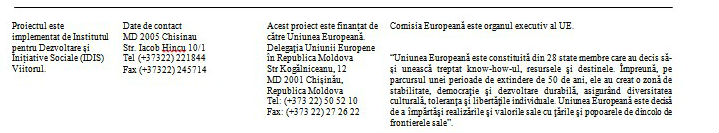 Proiectul este
implementat de Institutul
pentru Dezvoltare și
Inițiative Sociale (IDIS)
Viitorul.
Date de contact
MD 2005 Chisinau
Str. Iacob Hincu 10/1
Tel (+37322) 221844
Fax (+37322) 245714
Acest proiect este finanțat de
către Uniunea Europeană.
Delegația Uniunii Europene
în Republica Moldova
Str Kogălniceanu, 12
MD 2001 Chișinău,
Republica Moldova
Tel: (+373 22) 50 52 10
Fax: (+373 22) 27 26 22
Comisia Europeană este organul executiv al UE.
“Uniunea Europeană este constituită din 28 state membre care au decis să-
și unească treptat know-how-ul, resursele și destinele. Împreună, pe
parcursul unei perioade de extindere de 50 de ani, ele au creat o zonă de
stabilitate, democrație și dezvoltare durabilă, asigurând diversitatea
culturală, toleranța și libertățile individuale. Uniunea Europeană este decisă
de a împărtăși realizările și valorile sale cu țările și popoarele de dincolo de
frontierele sale”.